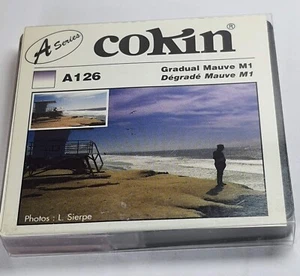 A Series
cokin®
A126
Gradual Mauve M1
Dégradé Mauve M1
Photos : L. Sierpe